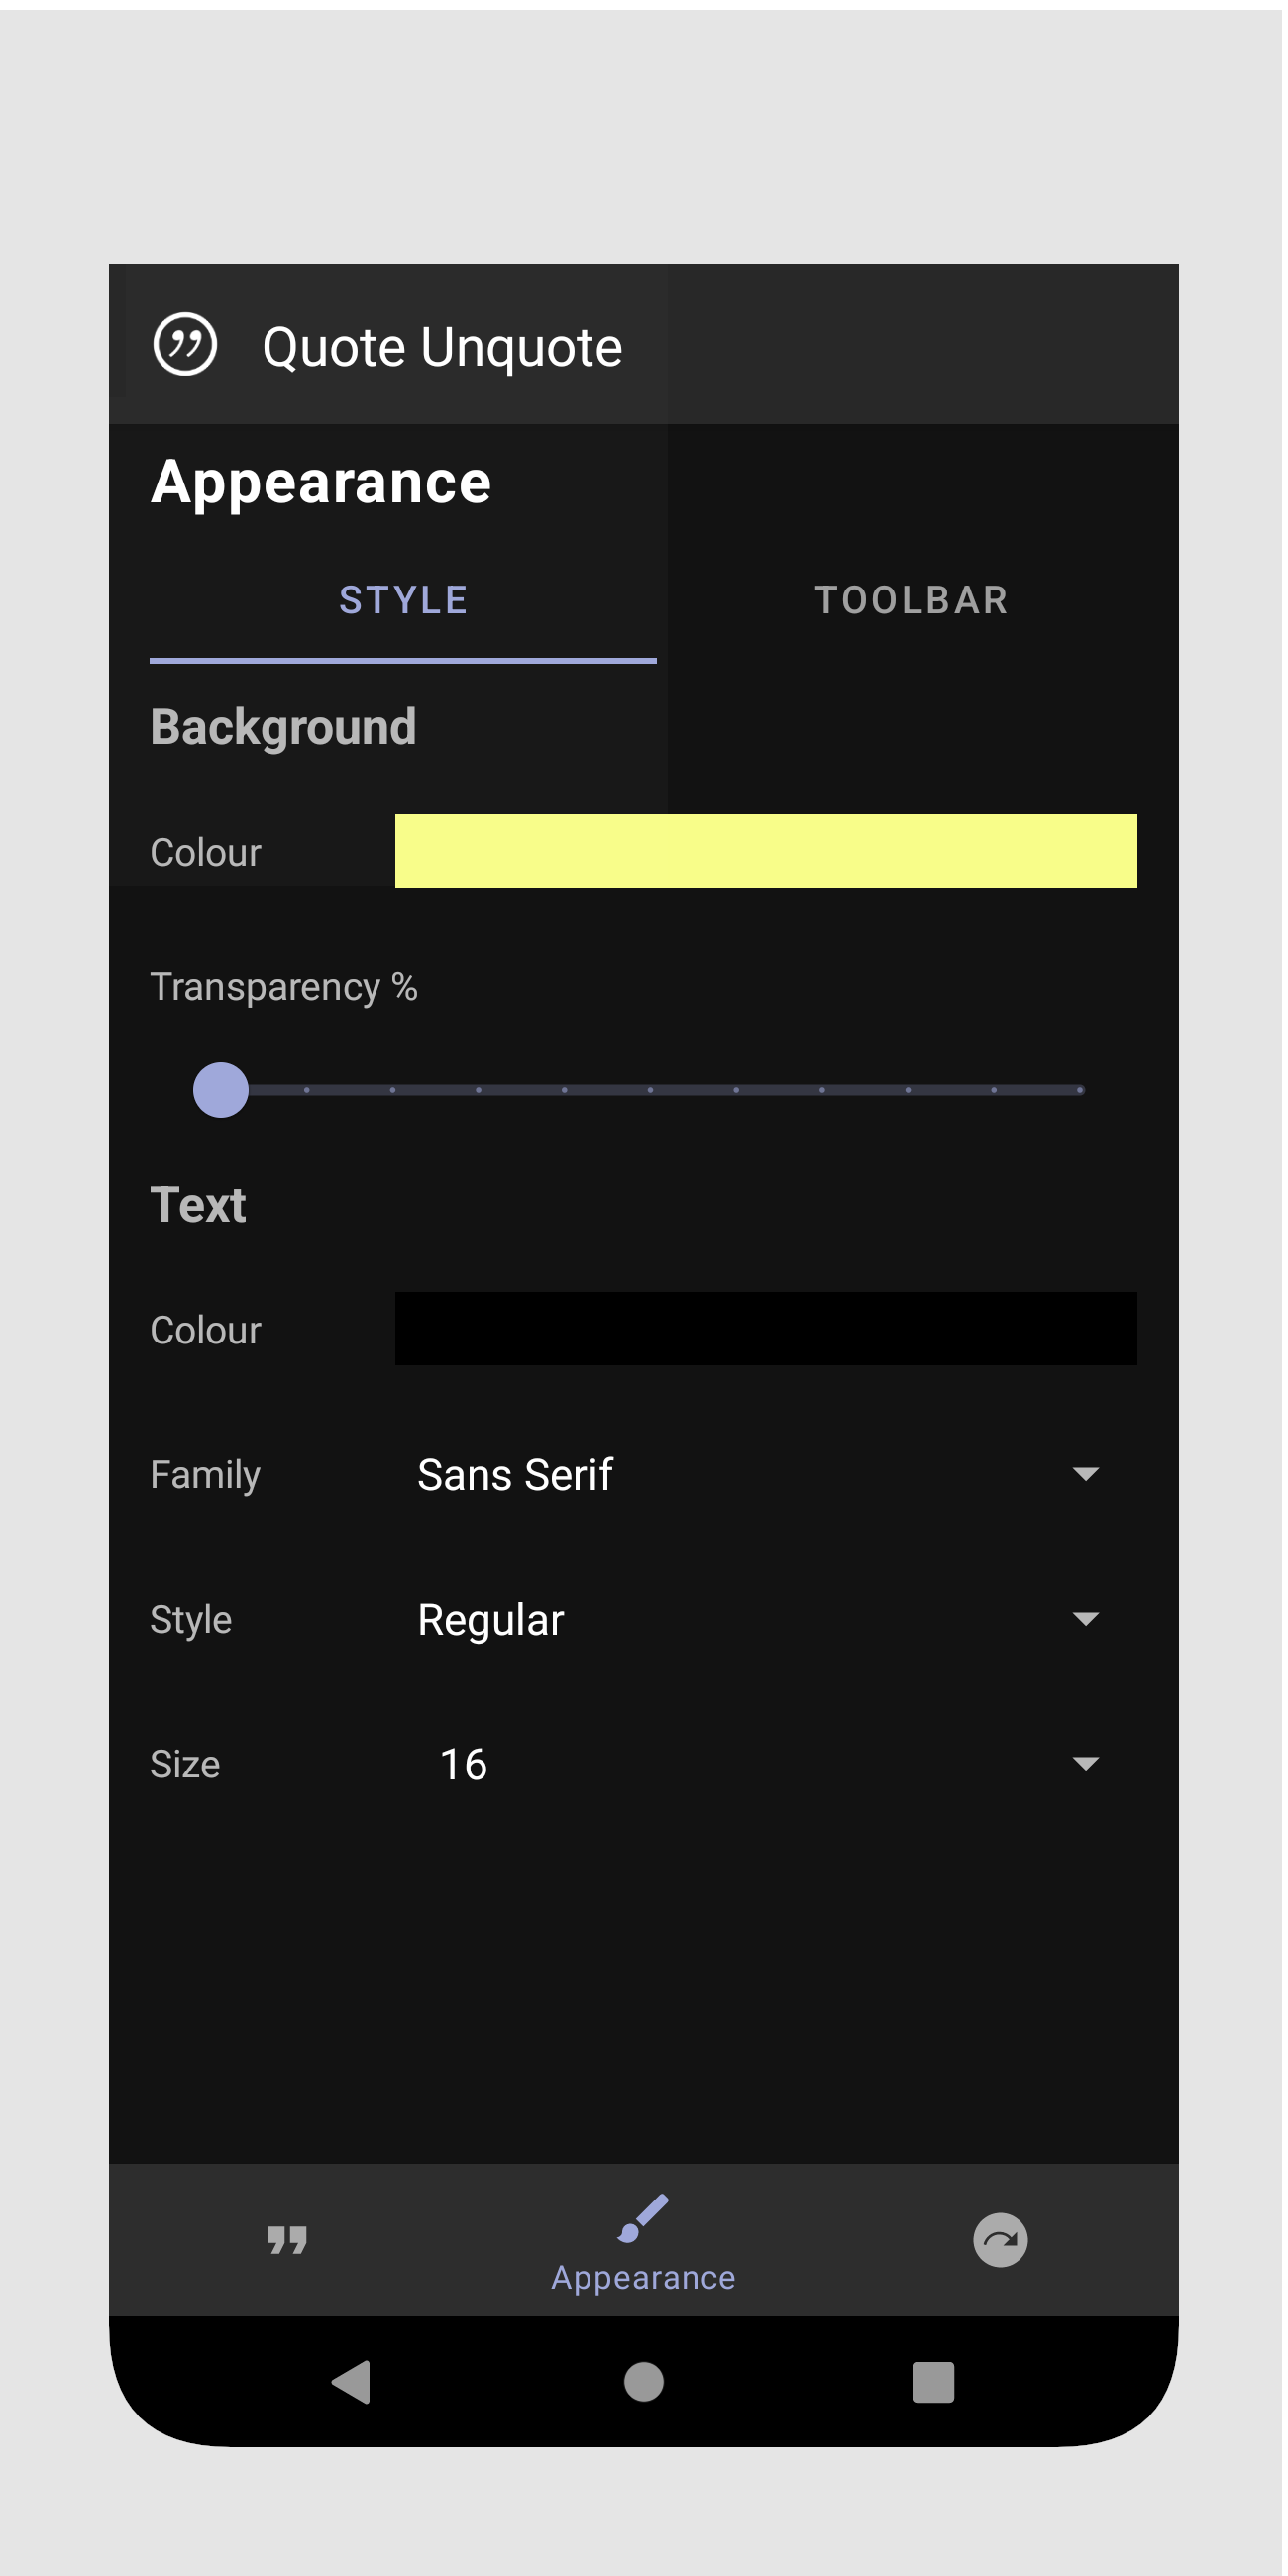 Quote Unquote
Appearance
STYLE TOOLBAR
Background
Colour
Transparency %
Text
Colour
Family Sans Serif
Style Regular
Size 16
Appearance